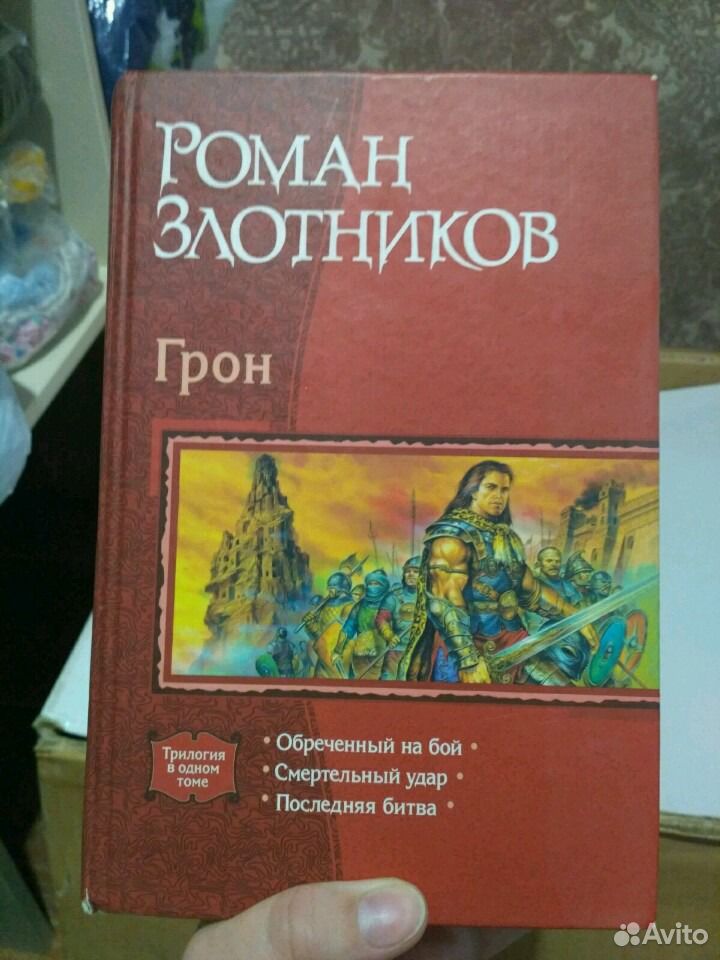 Роман
Злотников
Грон
Трилогия
в одном
томе
• Обреченный на бой •
• Смертельный удар •
• Последняя битва •
Avito